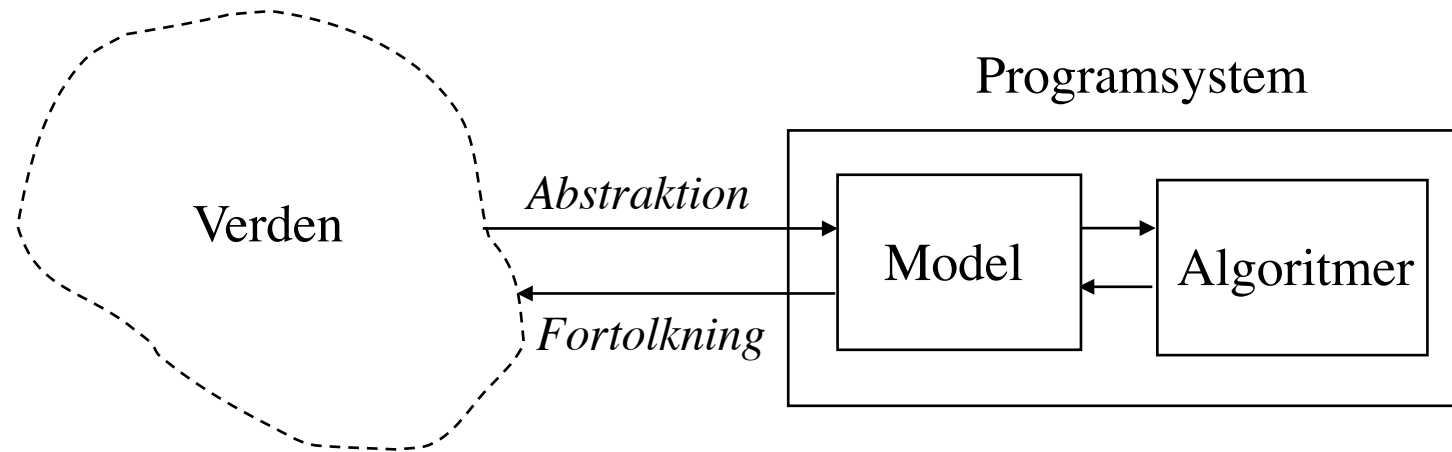 Programsystem
Abstraktion
Verden
Model
Algoritmer
Fortolkning